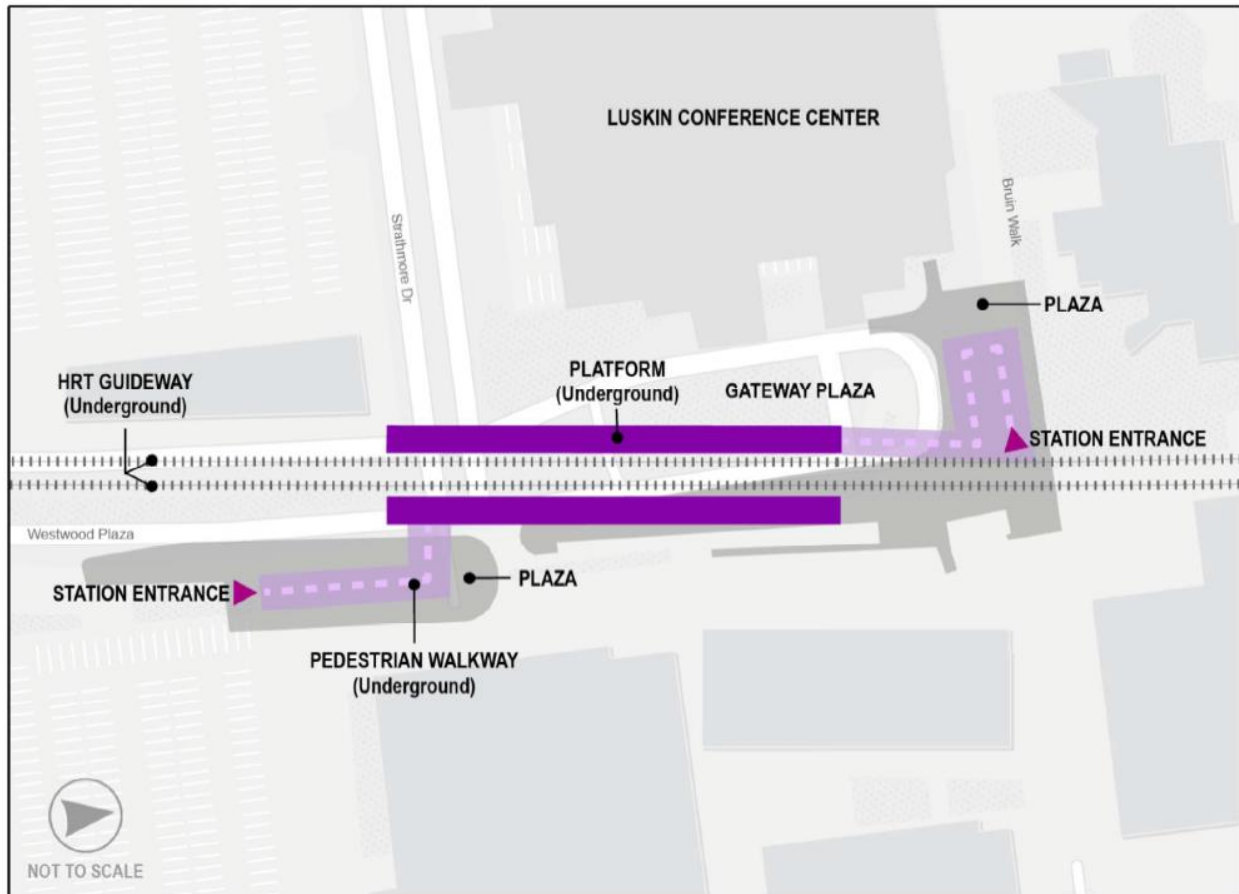 LUSKIN CONFERENCE CENTER
Bruin Walk
Strathmore Dr
PLAZA
HRT GUIDEWAY
(Underground)
PLATFORM
(Underground)
GATEWAY PLAZA
STATION ENTRANCE
Westwood Plaza
STATION ENTRANCE
PLAZA
PEDESTRIAN WALKWAY
(Underground)
NOT TO SCALE